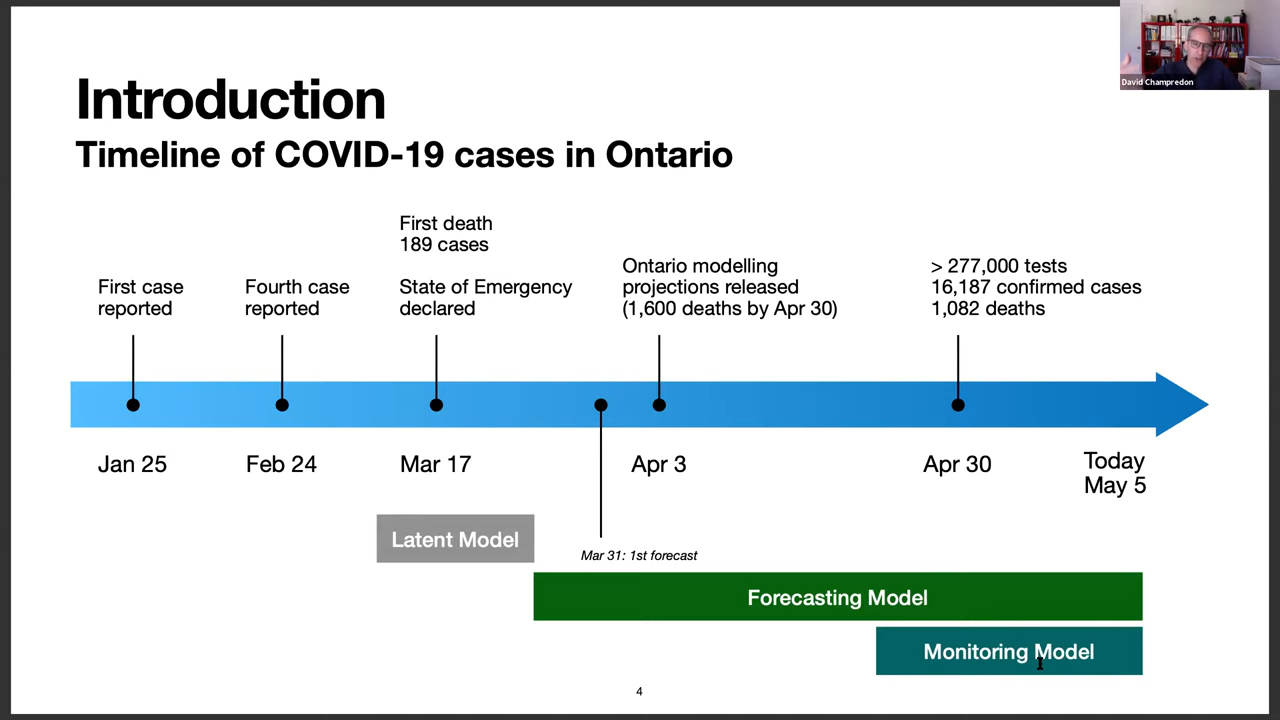 David Champredon
Introduction
Timeline of COVID-19 cases in Ontario
First case
reported
Fourth case
reported
First death
189 cases
State of Emergency
declared
Ontario modelling
projections released
(1,600 deaths by Apr 30)
> 277,000 tests
16,187 confirmed cases
1,082 deaths
Jan 25
Feb 24
Mar 17
Apr 3
Apr 30
Today
May 5
Latent Model
Mar 31: 1st forecast
Forecasting Model
Monitoring Model
4